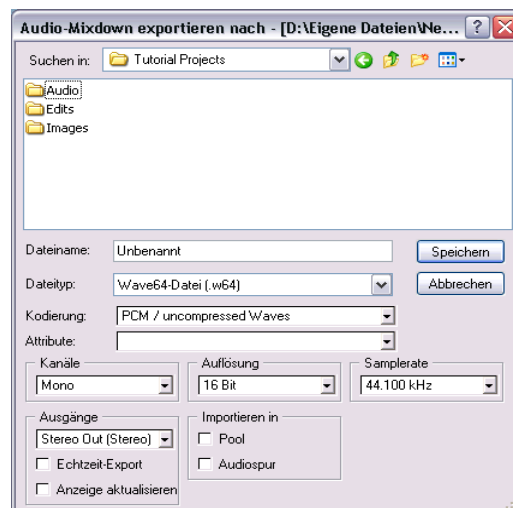 Audio-Mixdown exportieren nach - [D:\Eigene Dateien\Ne...
Suchen in: Tutorial Projects
Audio
Edits
Images
Dateiname: Unbenannt Speichern
Dateityp: Wave64-Datei (.w64) Abbrechen
Kodierung: PCM / uncompressed Waves
Attribute:
Kanäle Auflösung Samplerate
Mono 16 Bit 44.100 kHz
Ausgänge Importieren in
Stereo Out (Stereo) Pool
Echtzeit-Export Audiospur
Anzeige aktualisieren